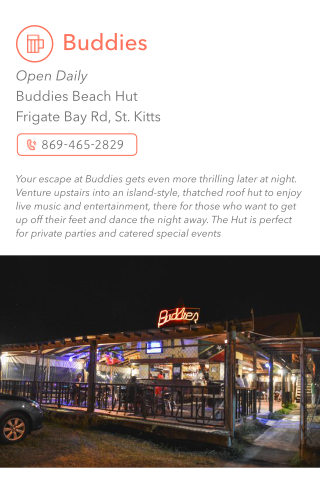 Buddies
Open Daily
Buddies Beach Hut
Frigate Bay Rd, St. Kitts
869-465-2829
Your escape at Buddies gets even more thrilling later at night.
Venture upstairs into an island-style, thatched roof hut to enjoy
live music and entertainment, there for those who want to get
up off their feet and dance the night away. The Hut is perfect
for private parties and catered special events
Buddies